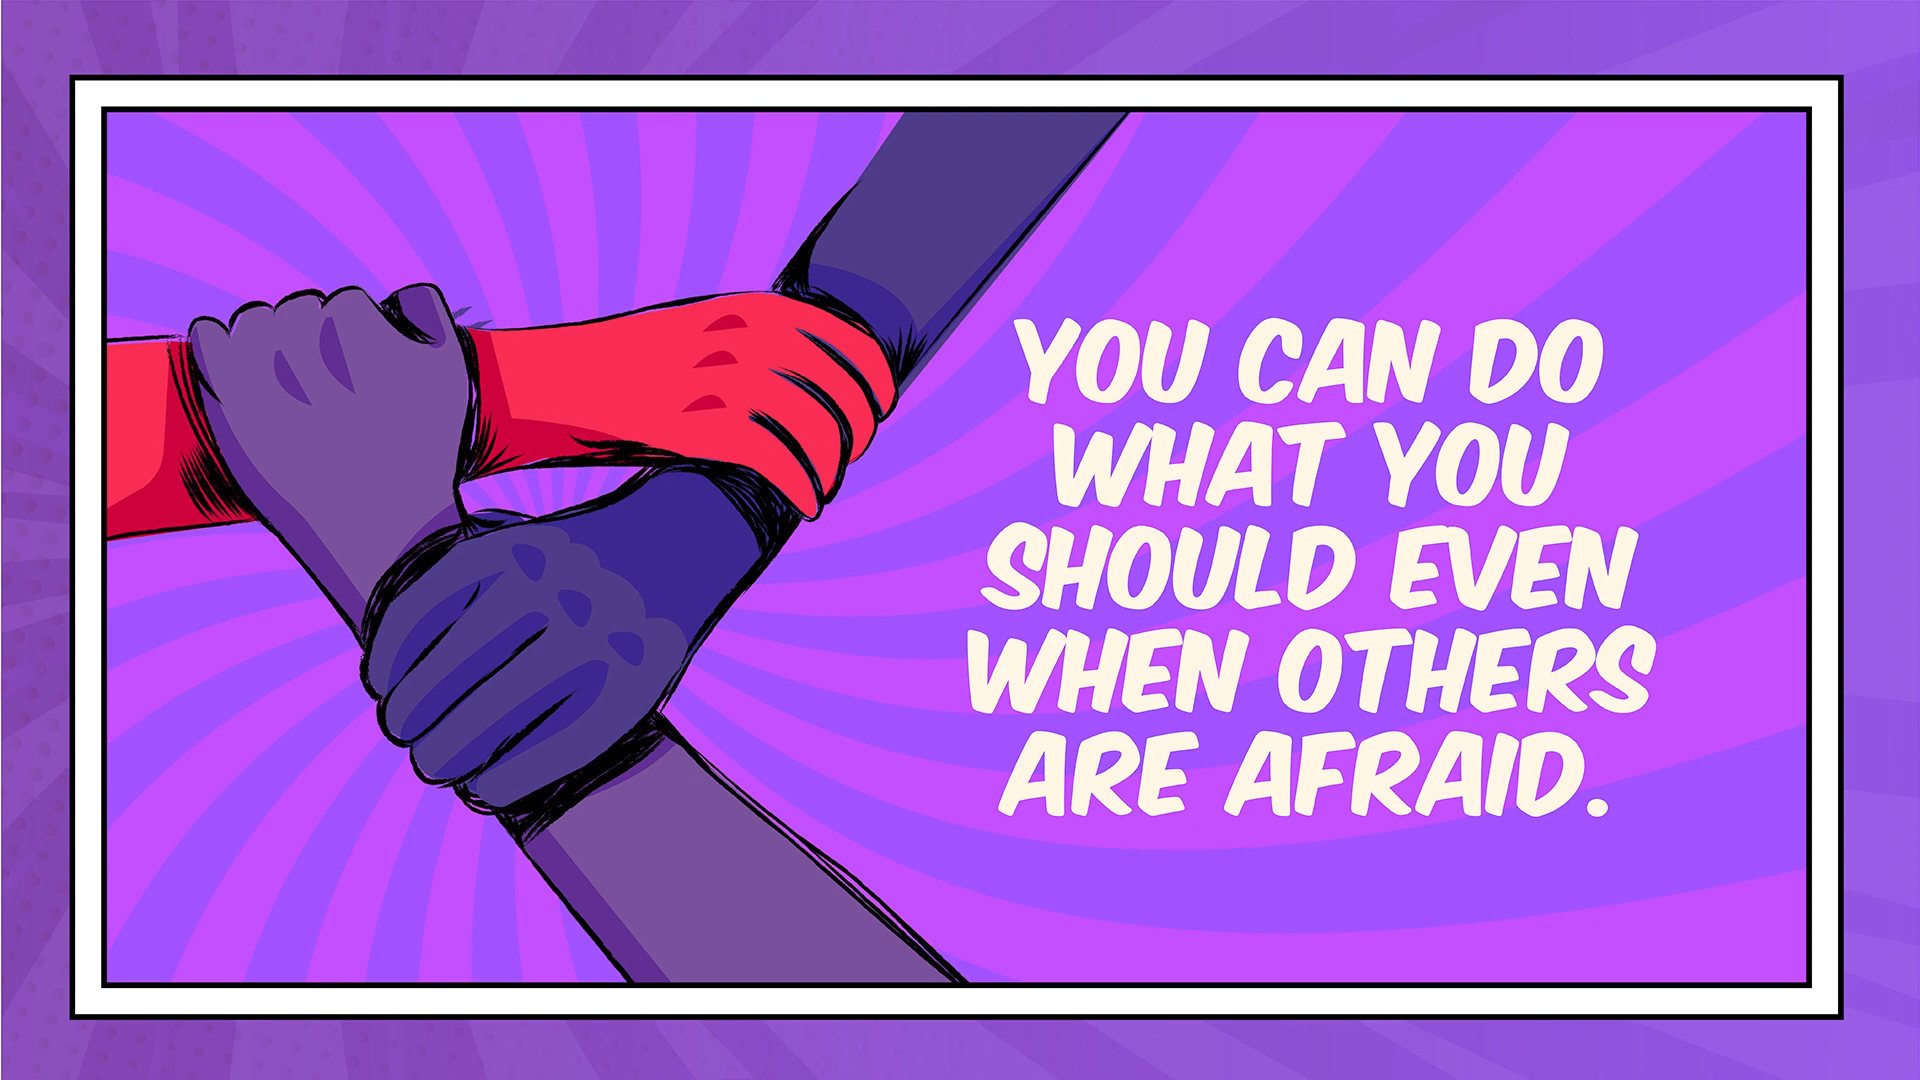 YOU CAN DO
WHAT YOU
SHOULD EVEN
WHEN OTHERS
ARE AFRAID.